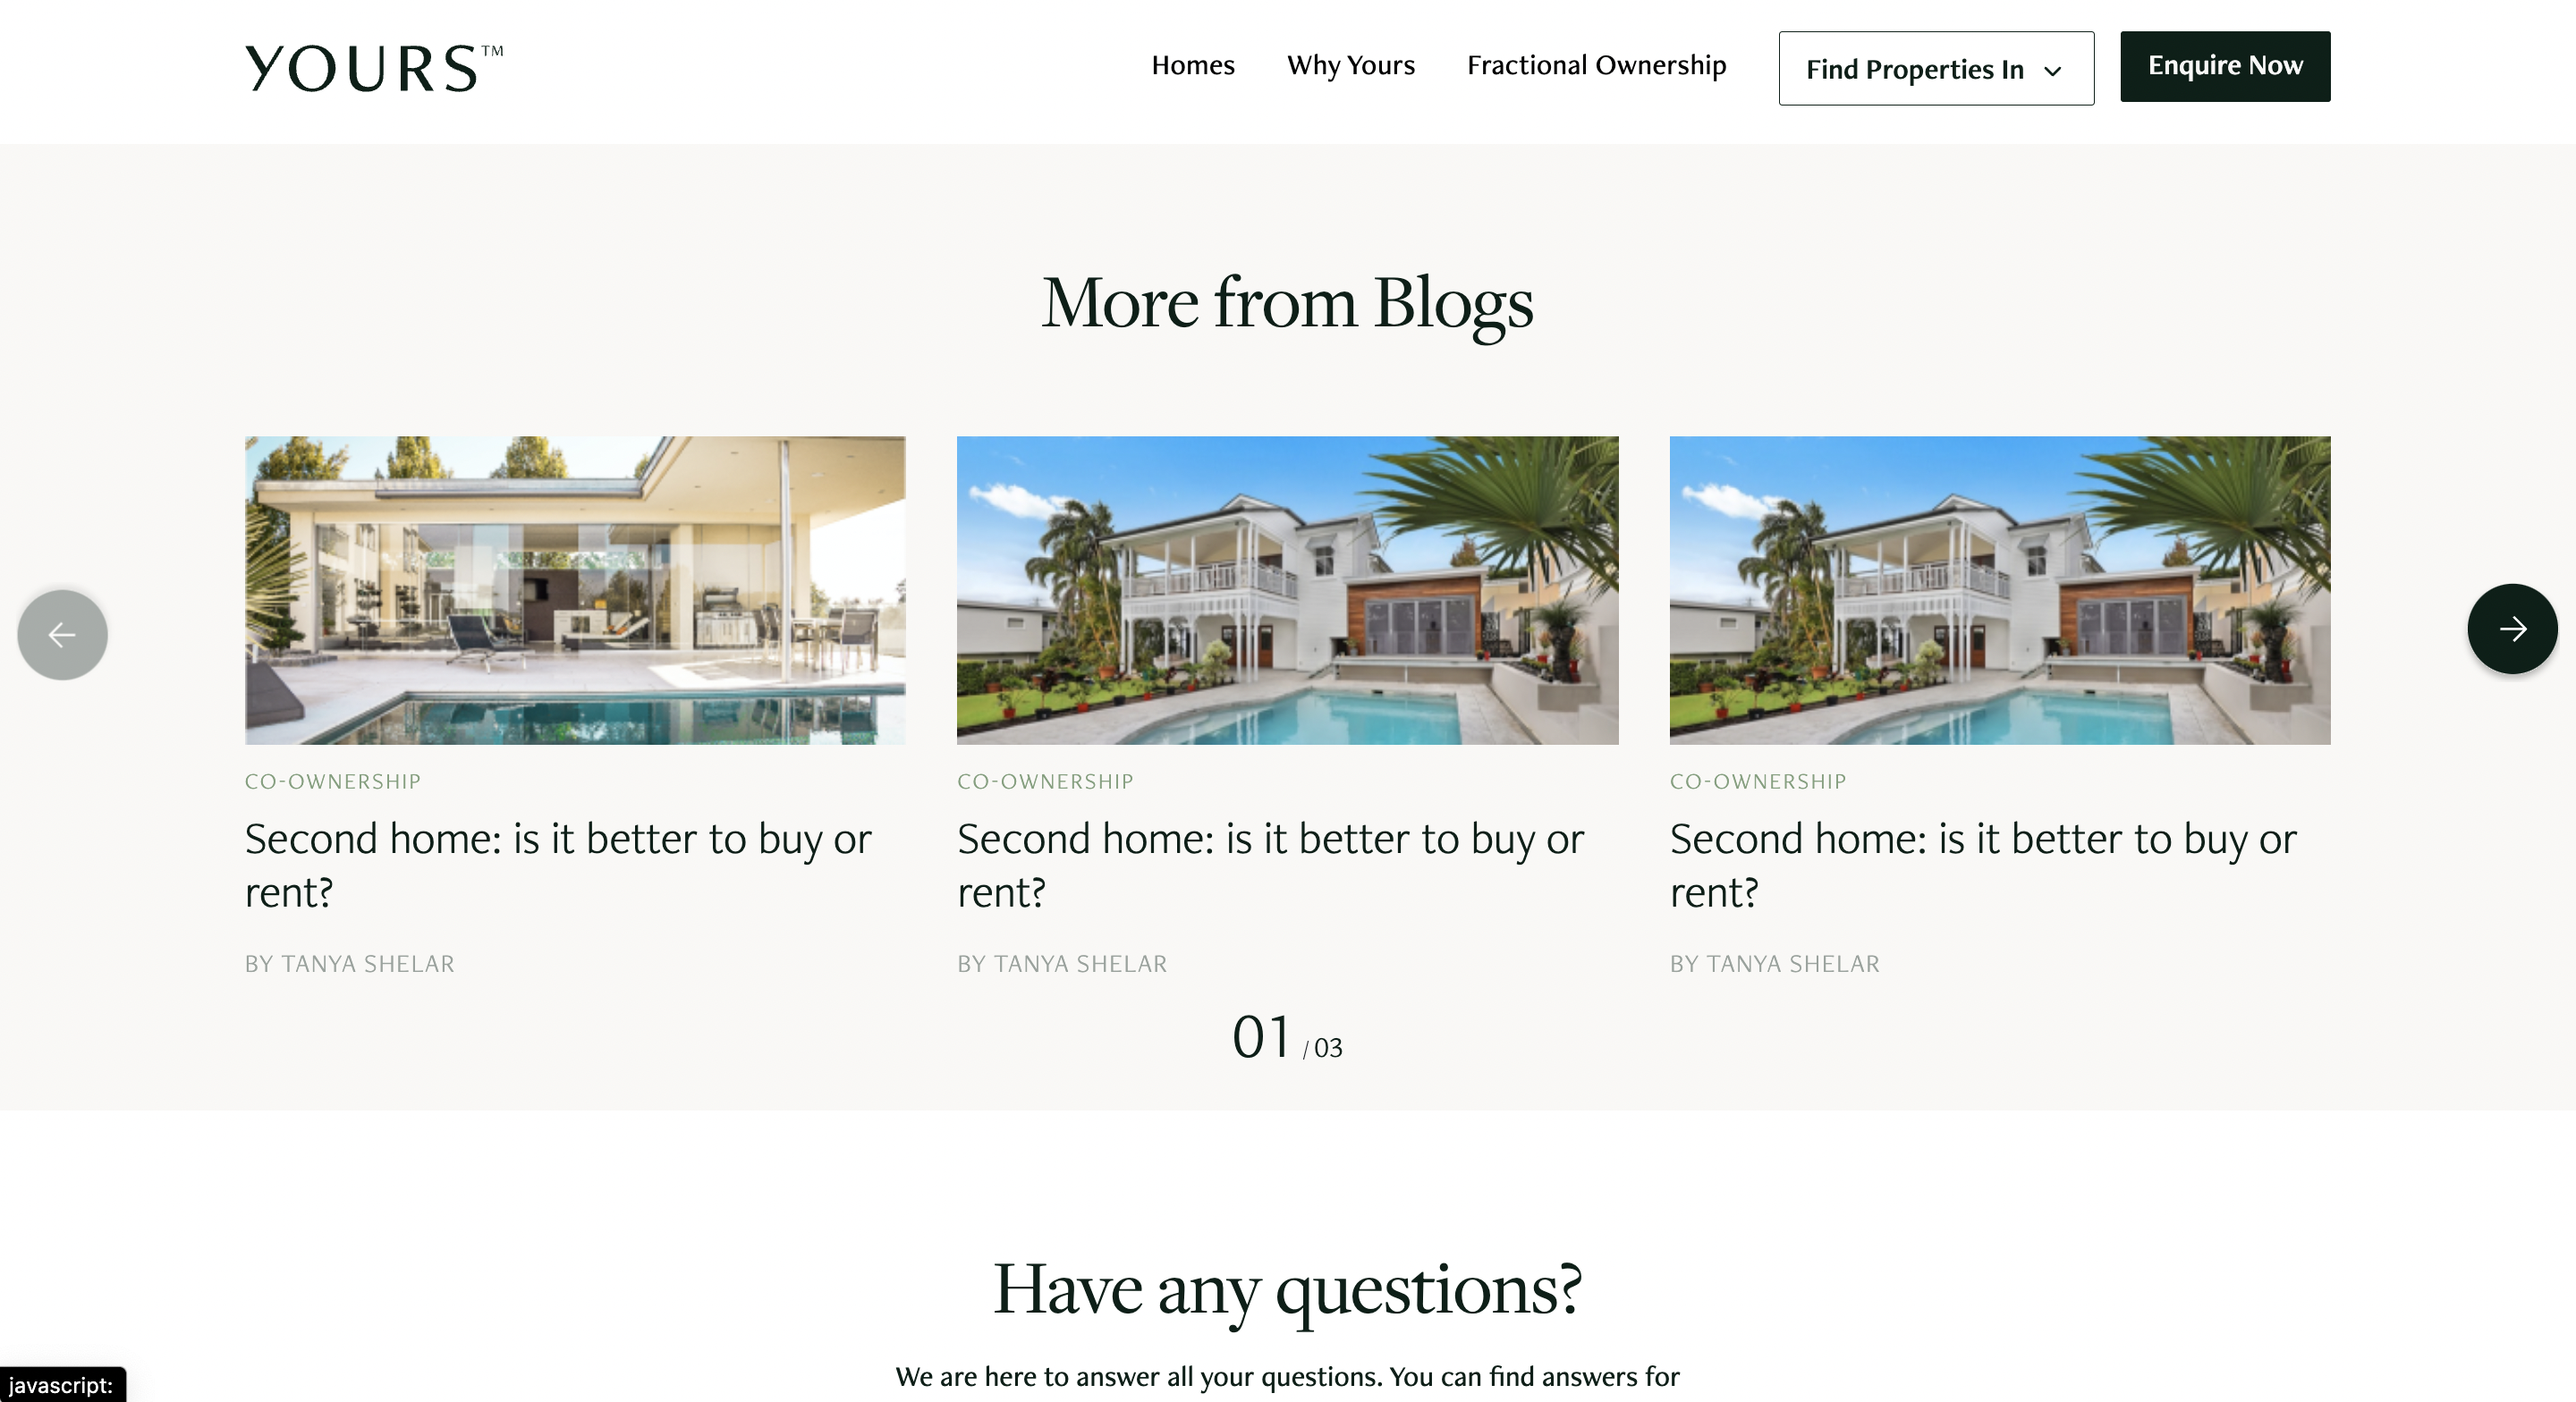 YOURS™
Homes
Why Yours
Fractional Ownership
Find Properties In
Enquire Now
More from Blogs
CO-OWNERSHIP
Second home: is it better to buy or
rent?
BY TANYA SHELAR
CO-OWNERSHIP
Second home: is it better to buy or
rent?
BY TANYA SHELAR
CO-OWNERSHIP
Second home: is it better to buy or
rent?
BY TANYA SHELAR
01 / 03
Have any questions?
We are here to answer all your questions. You can find answers for
javascript: